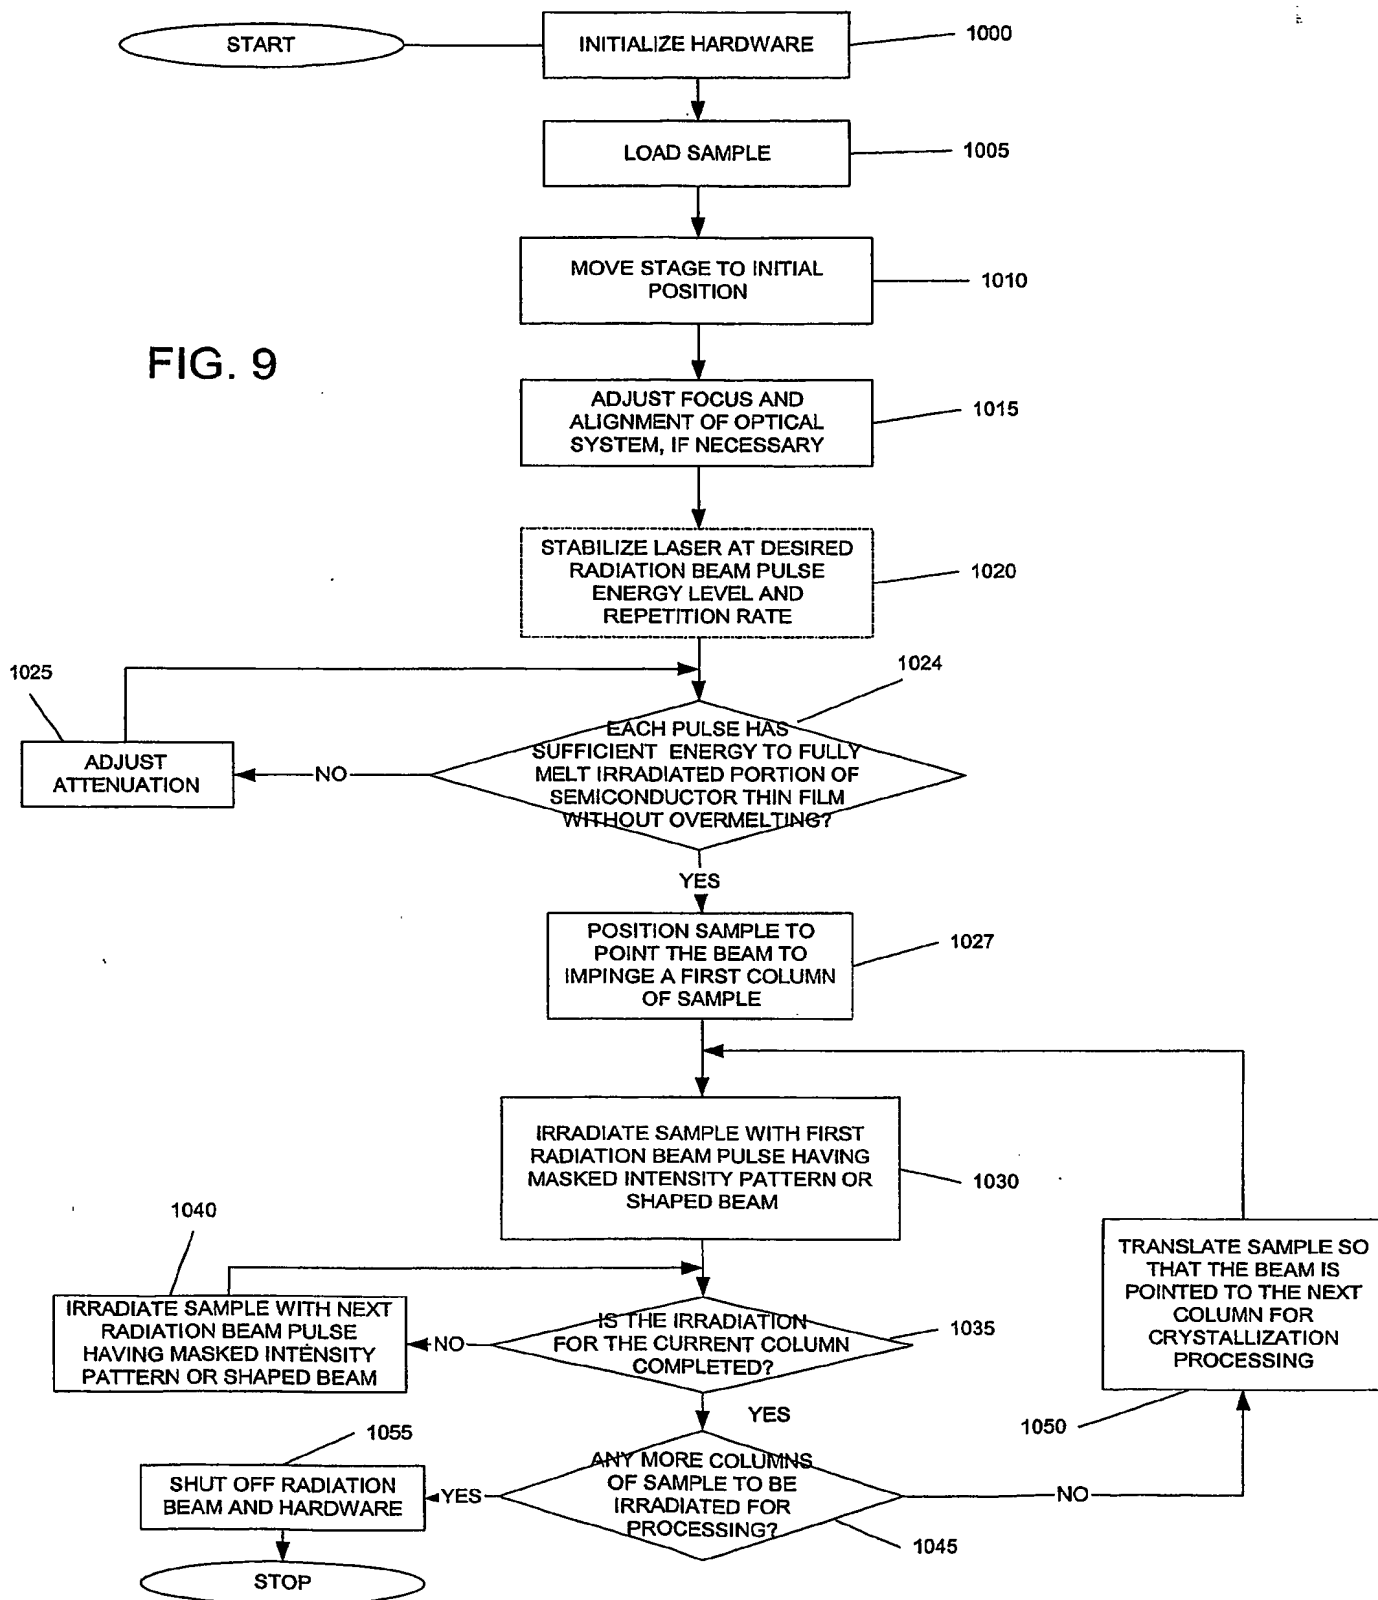 START
INITIALIZE HARDWARE
1000
LOAD SAMPLE
1005
MOVE STAGE TO INITIAL
POSITION
1010
FIG. 9
ADJUST FOCUS AND
ALIGNMENT OF OPTICAL
SYSTEM, IF NECESSARY
1015
STABILIZE LASER AT DESIRED
RADIATION BEAM PULSE
ENERGY LEVEL AND
REPETITION RATE
1020
1025
ADJUST
ATTENUATION
NO
1024
EACH PULSE HAS
SUFFICIENT ENERGY TO FULLY
MELT IRRADIATED PORTION OF
SEMICONDUCTOR THIN FILM
WITHOUT OVERMELTING?
YES
POSITION SAMPLE TO
POINT THE BEAM TO
IMPINGE A FIRST COLUMN
OF SAMPLE
1027
IRRADIATE SAMPLE WITH FIRST
RADIATION BEAM PULSE HAVING
MASKED INTENSITY PATTERN OR
SHAPED BEAM
1030
1040
IRRADIATE SAMPLE WITH NEXT
RADIATION BEAM PULSE
HAVING MASKED INTENSITY
PATTERN OR SHAPED BEAM
NO
IS THE IRRADIATION
FOR THE CURRENT COLUMN
COMPLETED?
1035
TRANSLATE SAMPLE SO
THAT THE BEAM IS
POINTED TO THE NEXT
COLUMN FOR
CRYSTALLIZATION
PROCESSING
1050
YES
1055
SHUT OFF RADIATION
BEAM AND HARDWARE
YES
ANY MORE COLUMNS
OF SAMPLE TO BE
IRRADIATED FOR
PROCESSING?
NO
1045
STOP